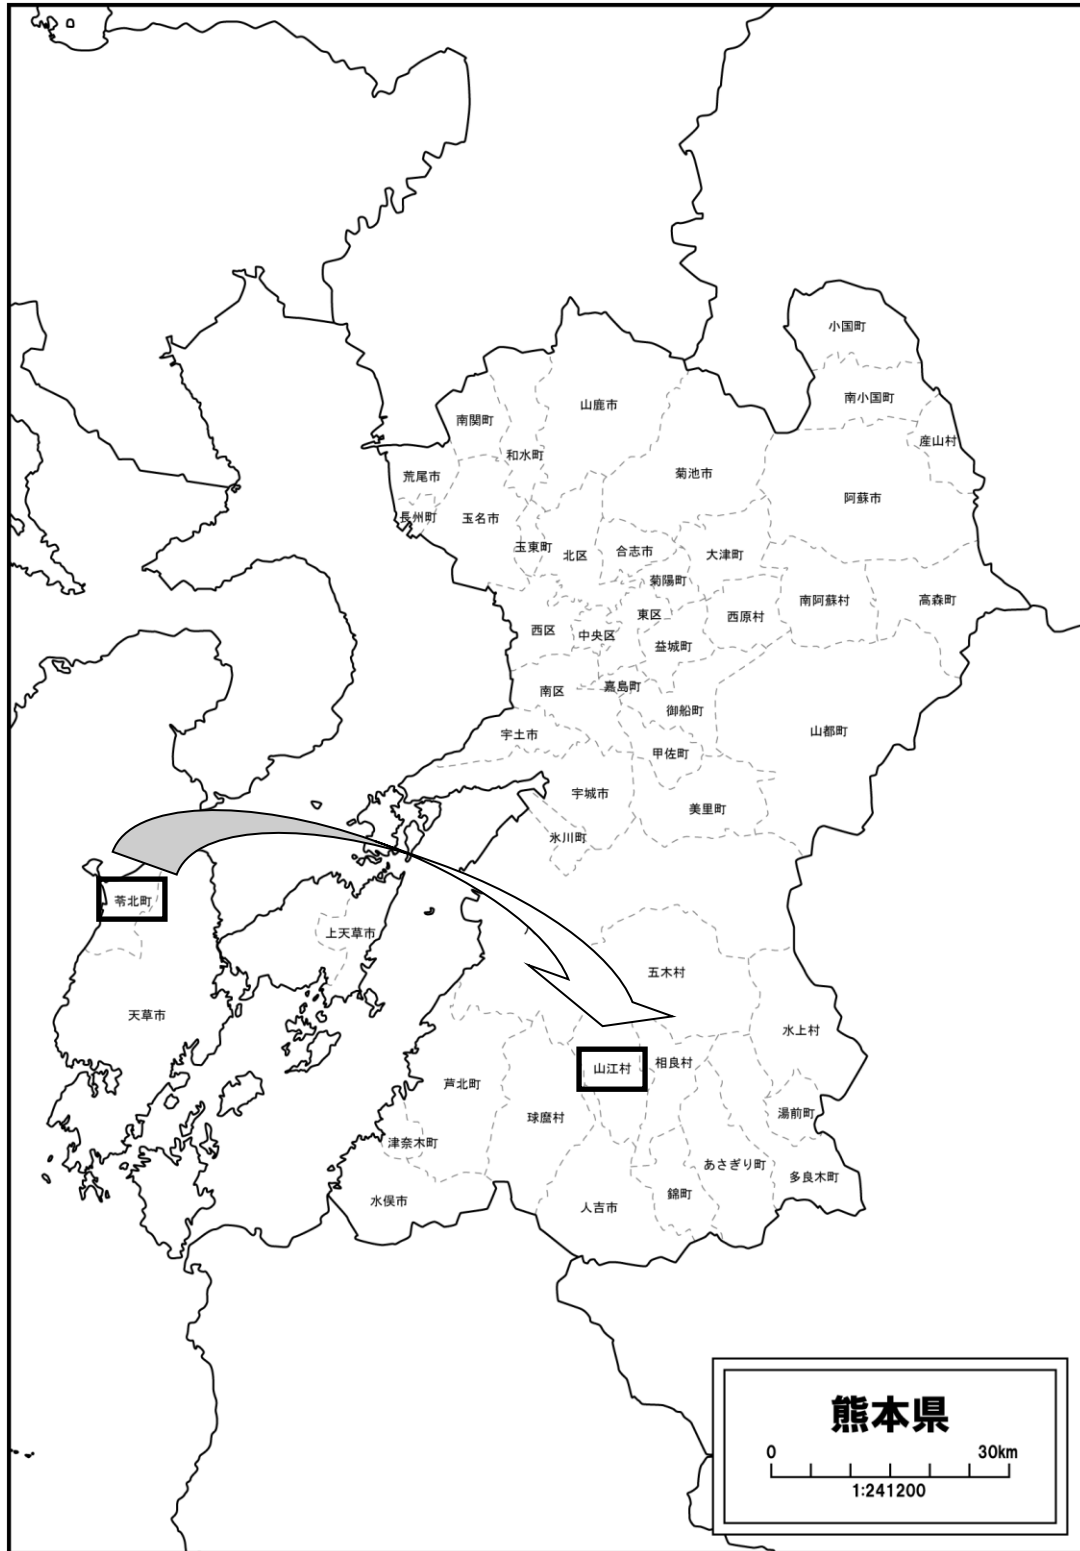 小国町
南小国町
産山村
山鹿市
南関町
和水町
菊池市
荒尾市
阿蘇市
長州町
玉名市
玉東町
北区
合志市
大津町
菊陽町
南阿蘇村
高森町
東区
西原村
西区
中央区
益城町
南区
嘉島町
御船町
山都町
宇土市
甲佐町
宇城市
美里町
氷川町
苓北町
上天草市
五木村
天草市
水上村
山江村
相良村
芦北町
球磨村
湯前町
津奈木町
あさぎり町
多良木町
水俣市
人吉市
錦町
熊本県
0 30km
1:241200